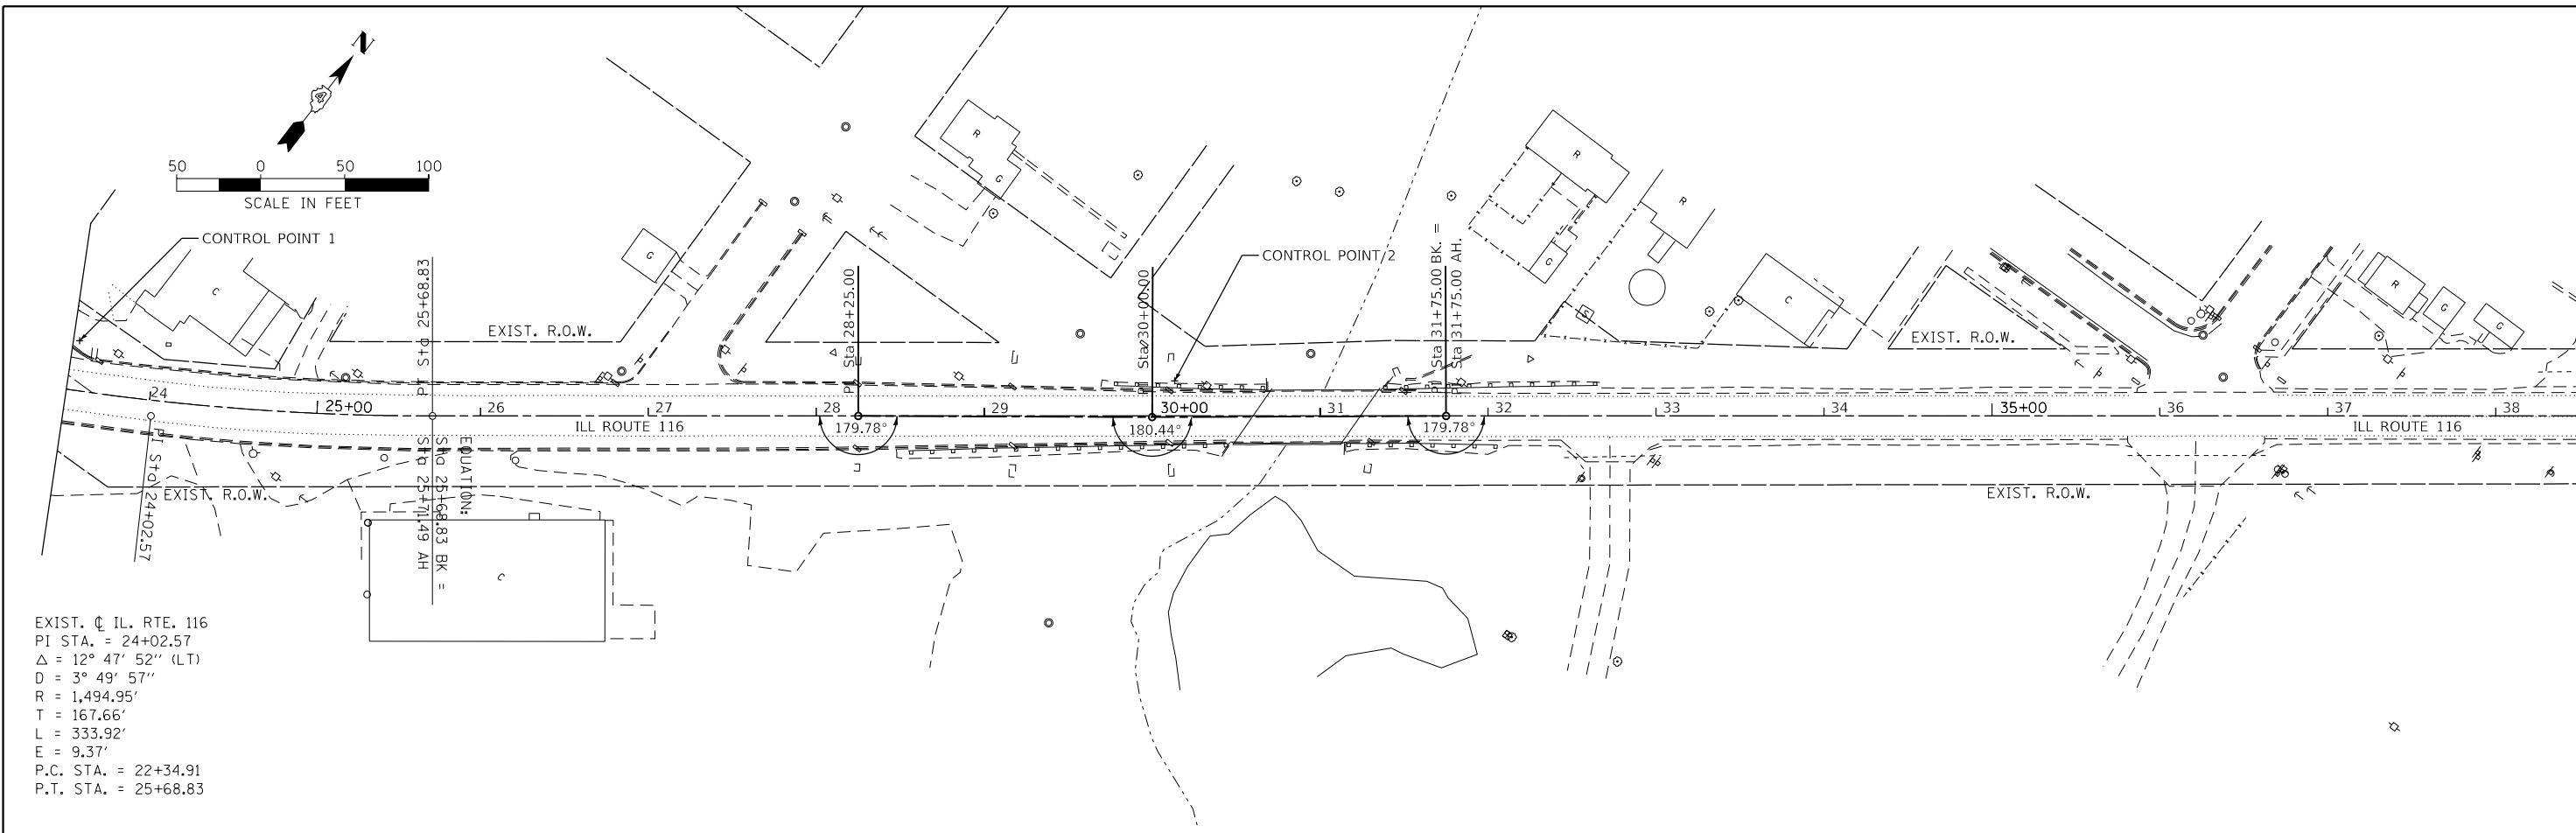 N
4
50 0 50 100
SCALE IN FEET
CONTROL POINT 1
CONTROL POINT 2
C
G
R
G
R
G
R
C
R
G
G
S
C
EXIST. R.O.W.
EXIST. R.O.W.
EXIST. R.O.W.
EXIST. R.O.W.
PT Sta 25+68.83
PI Sta 28+25.00
PI Sta 30+00.00
PI Sta 31+75.00 BK. =
PI Sta 31+75.00 AH.
24 25+00 26 27 28 29 30+00 31 32 33 34 35+00 36 37 38
ILL ROUTE 116
ILL ROUTE 116
179.78°
180.44°
179.78°
PI Sta 24+02.57
EQUATION:
Sta 25+68.83 BK =
Sta 25+71.49 AH
EXIST. ℄ IL. RTE. 116
PI STA. = 24+02.57
Δ = 12° 47' 52'' (LT)
D = 3° 49' 57''
R = 1,494.95'
T = 167.66'
L = 333.92'
E = 9.37'
P.C. STA. = 22+34.91
P.T. STA. = 25+68.83